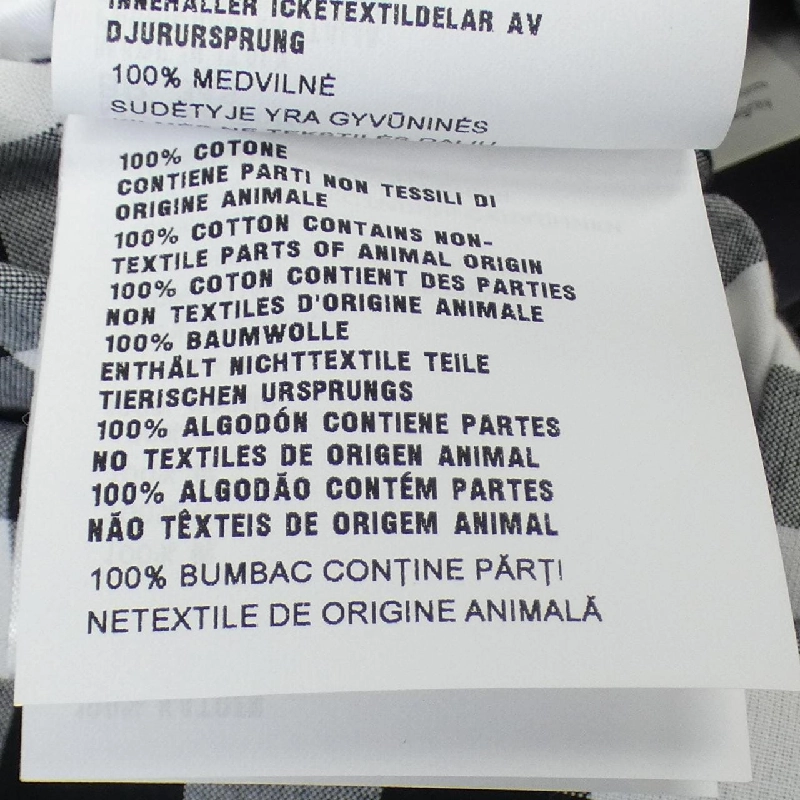 INNEHÅLLER ICKETEXTILDELAR AV
DJURURSPRUNG
100% MEDVILNĖ
SUDĖTYJE YRA GYVŪNINĖS
100% COTONE
CONTIENE PARTI NON TESSILI DI
ORIGINE ANIMALE
100% COTTON CONTAINS NON-
TEXTILE PARTS OF ANIMAL ORIGIN
100% COTON CONTIENT DES PARTIES
NON TEXTILES D'ORIGINE ANIMALE
100% BAUMWOLLE
ENTHÄLT NICHTTEXTILE TEILE
TIERISCHEN URSPRUNGS
100% ALGODÓN CONTIENE PARTES
NO TEXTILES DE ORIGEN ANIMAL
100% ALGODÃO CONTÉM PARTES
NÃO TÊXTEIS DE ORIGEM ANIMAL
100% BUMBAC CONȚINE PĂRȚI
NETEXTILE DE ORIGINE ANIMALĂ